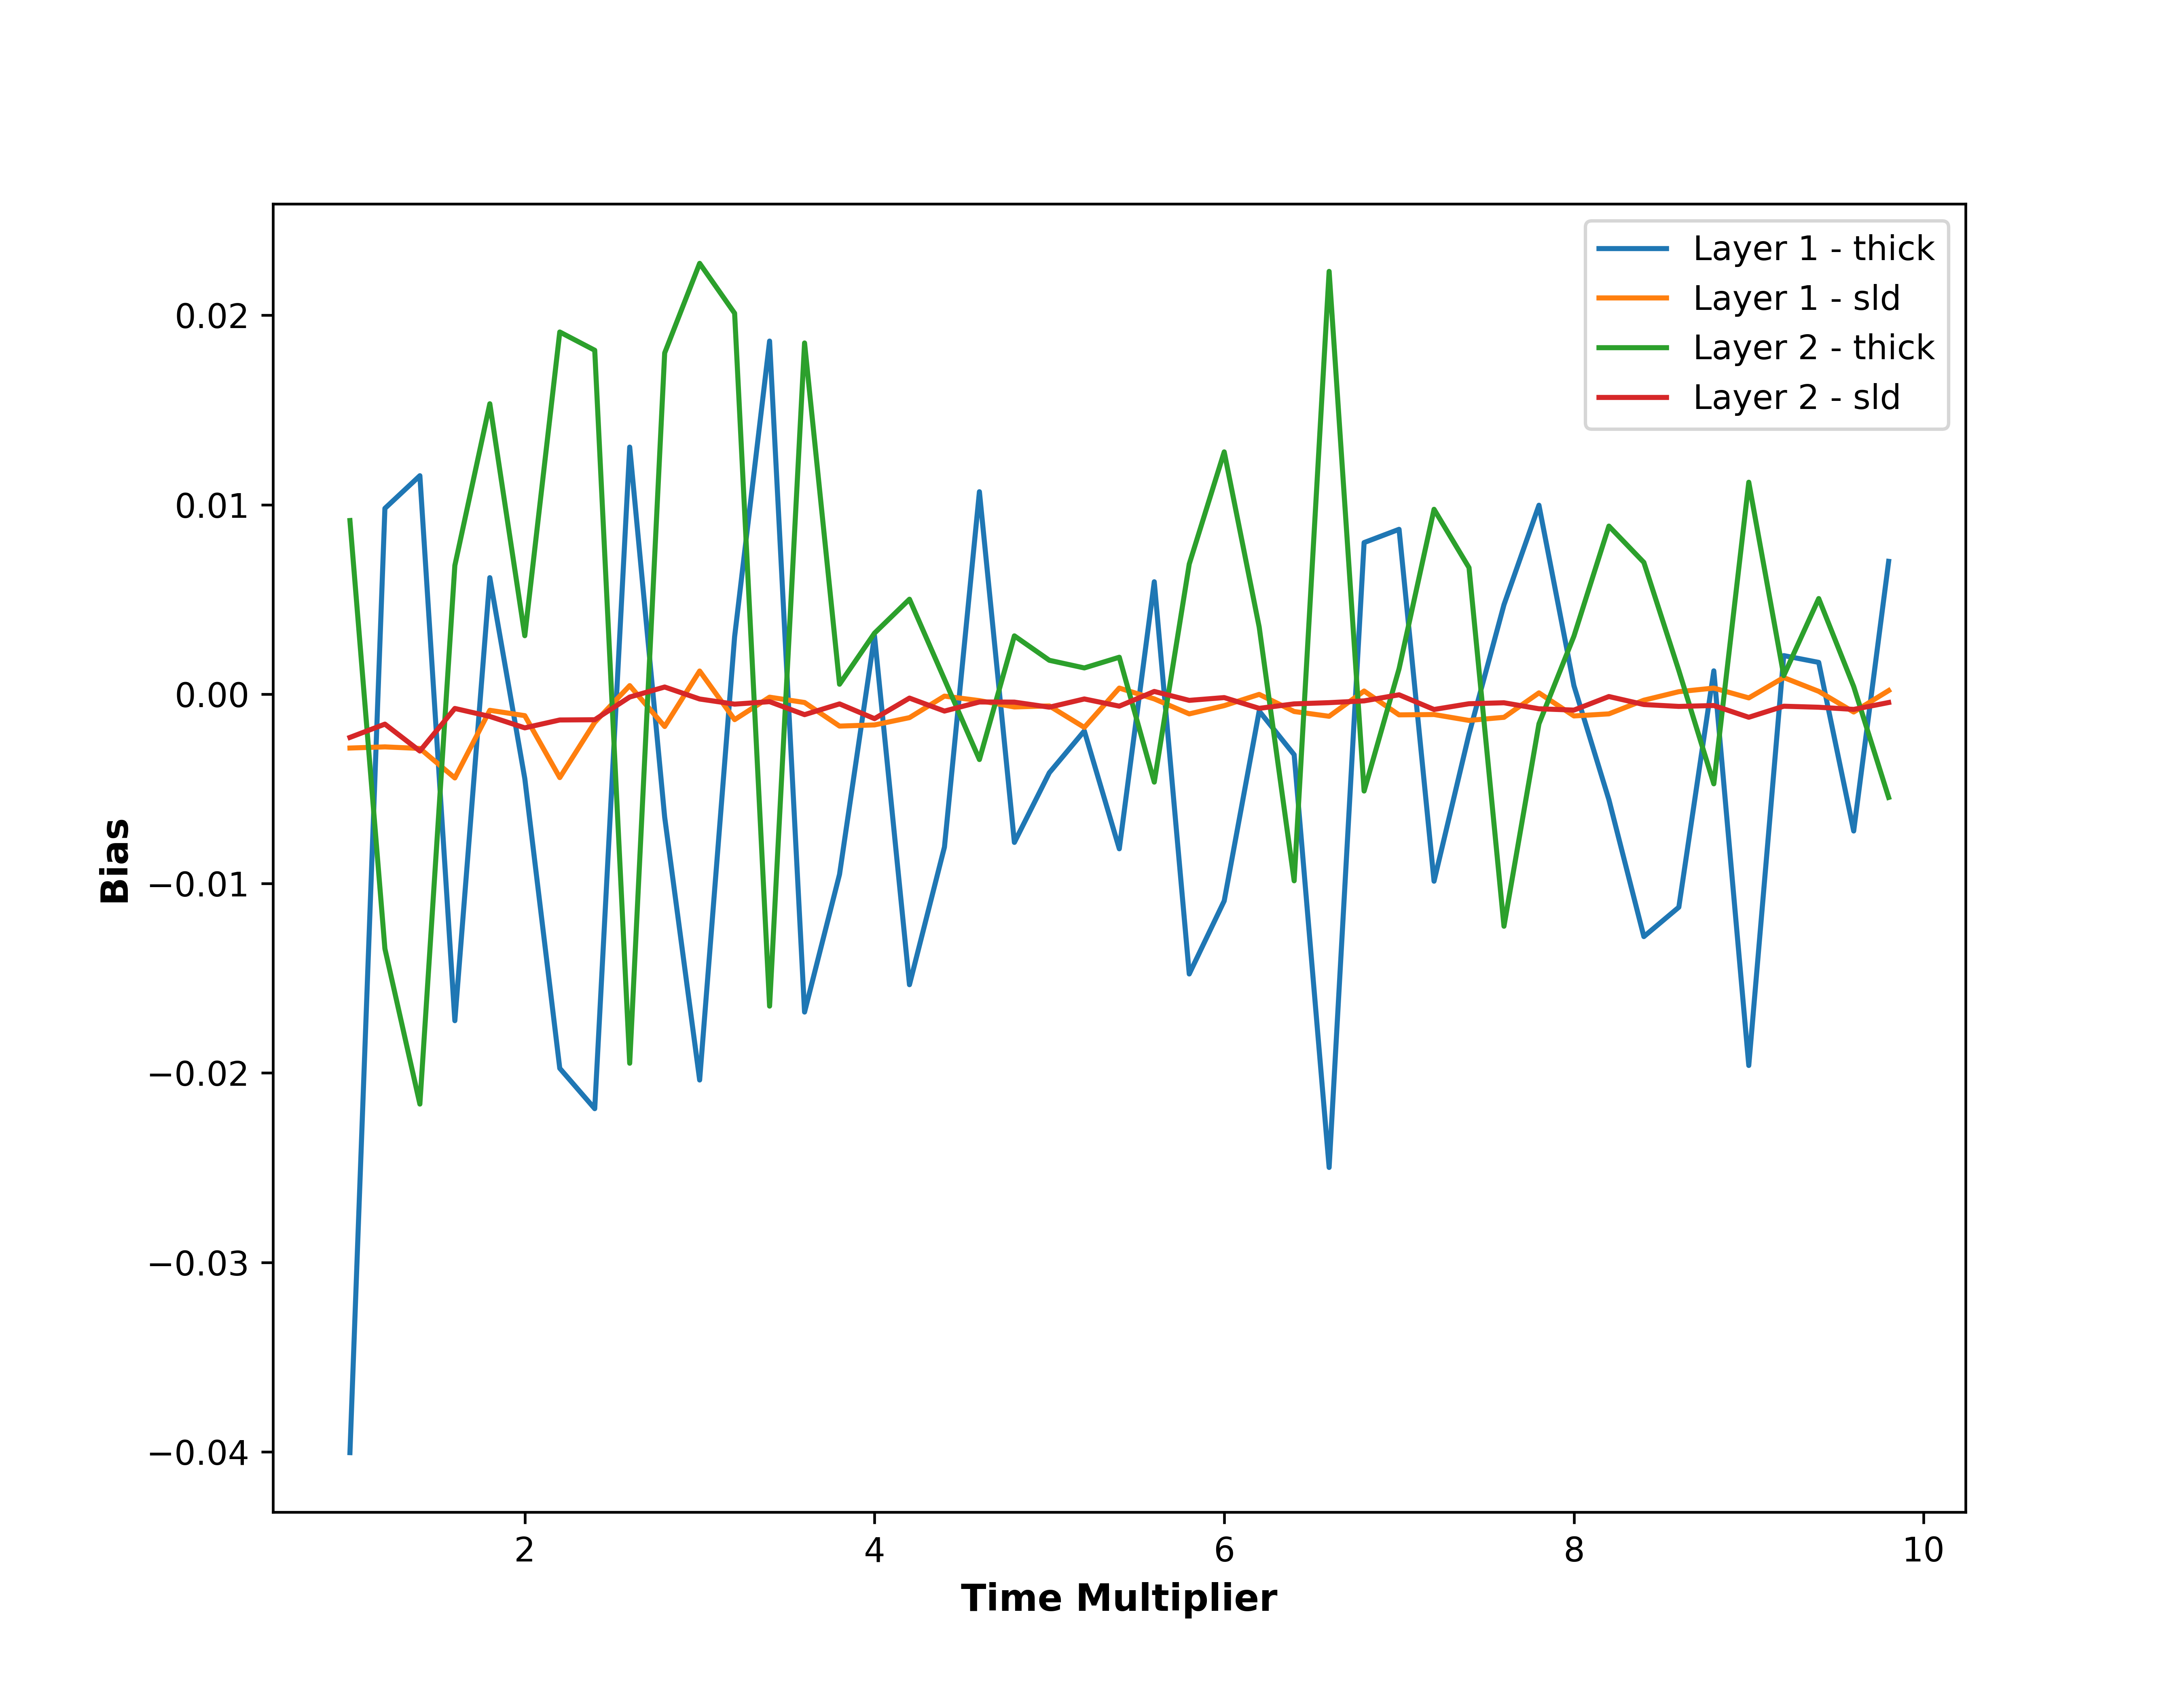 Layer 1 - thick
Layer 1 - sld
Layer 2 - thick
Layer 2 - sld
0.02
0.01
0.00
−0.01
−0.02
−0.03
−0.04
Bias
2 4 6 8 10
Time Multiplier